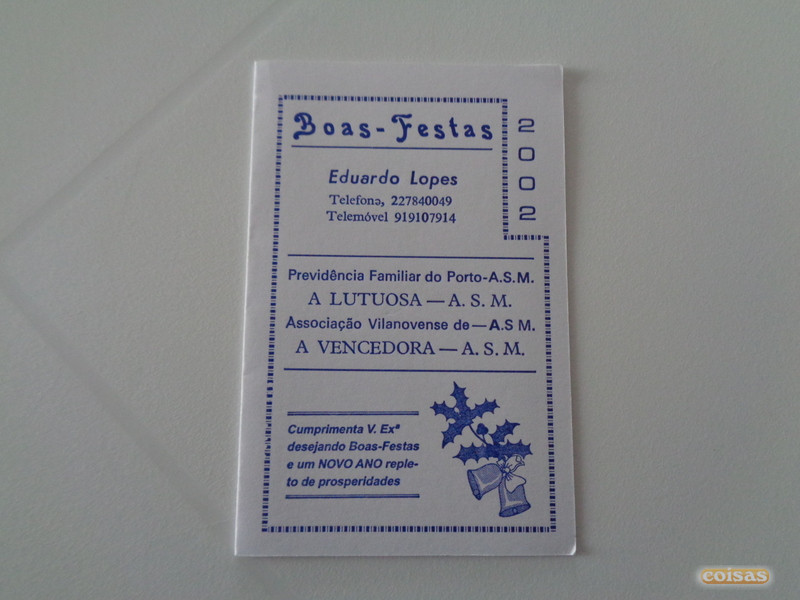 Boas-Festas
2002
Eduardo Lopes
Telefone, 227840049
Telemóvel 919107914
Previdência Familiar do Porto-A.S.M.
A LUTUOSA — A. S. M.
Associação Vilanovense de — A.S M.
A VENCEDORA — A. S. M.
Cumprimenta V. Exª
desejando Boas-Festas
e um NOVO ANO reple-
to de prosperidades
coisas